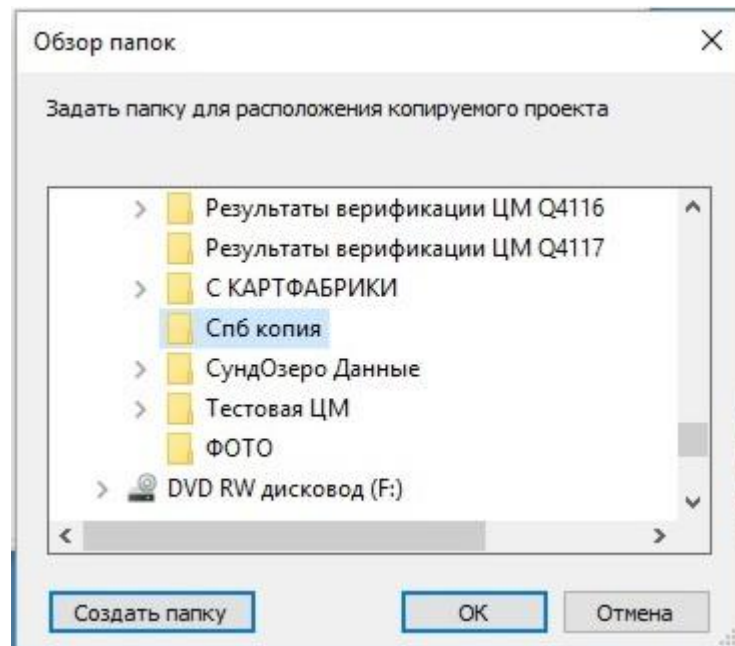 Обзор папок
Задать папку для расположения копируемого проекта
Результаты верификации ЦМ Q4116
Результаты верификации ЦМ Q4117
С КАРТФАБРИКИ
Спб копия
СундОзеро Данные
Тестовая ЦМ
ФОТО
DVD RW дисковод (F:)
Создать папку ОК Отмена